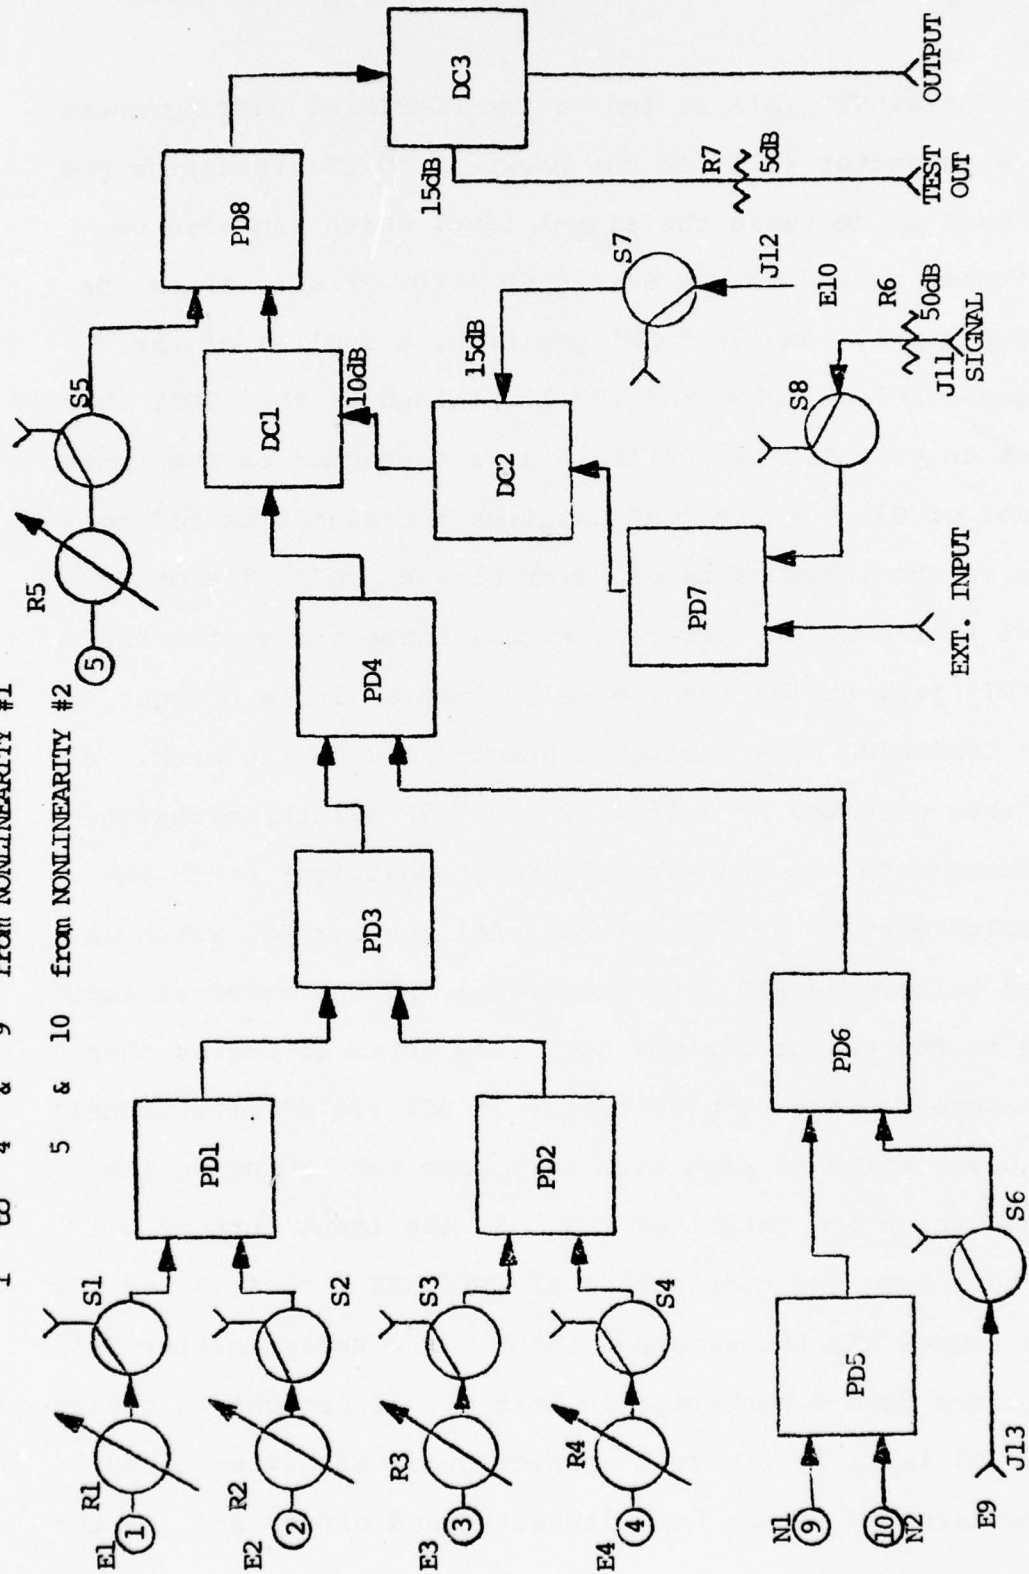 1 to 4 & 9 from NONLINEARITY #1
5 & 10 from NONLINEARITY #2
R5
5
S5
PD8
DC3
15dB
R7
5dB
TEST
OUT
OUTPUT
DC1
10dB
15dB
S7
J12
E10
DC2
PD4
PD7
S8
R6
50dB
J11
SIGNAL
EXT. INPUT
PD3
E1
1
R1
S1
PD1
E2
2
R2
S2
E3
3
R3
S3
PD2
E4
4
R4
S4
N1
9
10
N2
PD5
PD6
E9
J13
S6